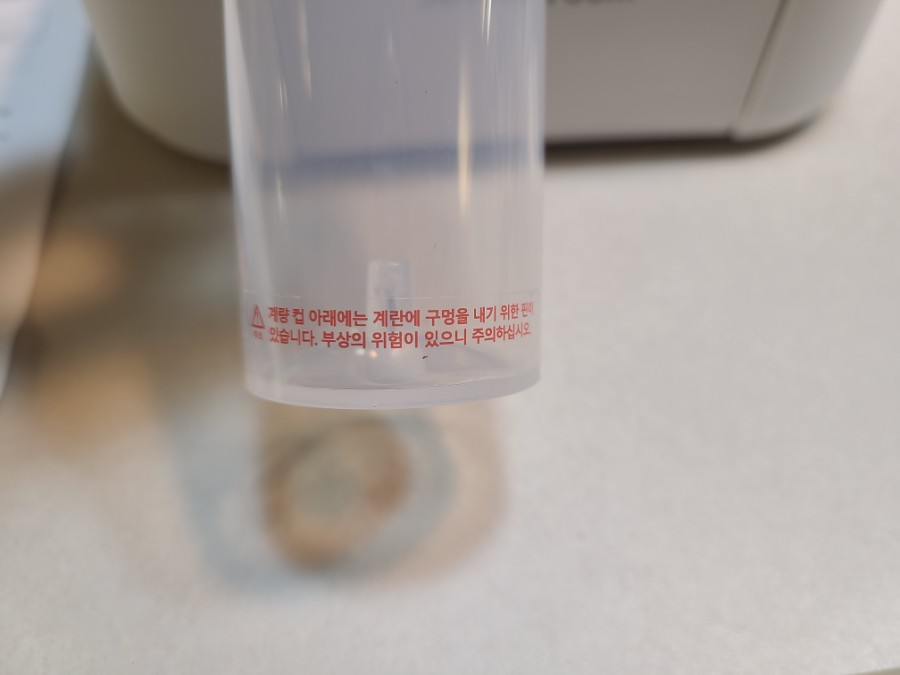 계량 컵 아래에는 계란에 구멍을 내기 위한 핀이
있습니다. 부상의 위험이 있으니 주의하십시오.